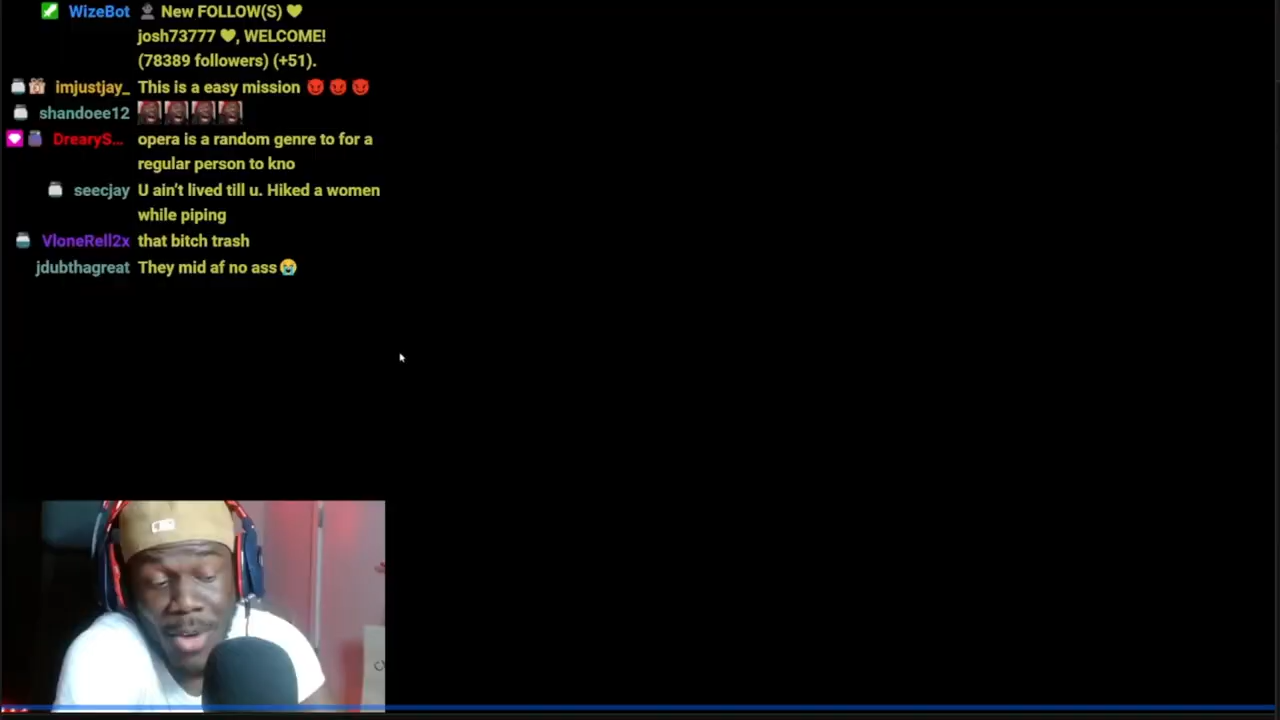 WizeBot New FOLLOW(S)
josh73777 , WELCOME!
(78389 followers) (+51).
imjustjay_ This is a easy mission 😈 😈 😈
shandoee12
DreayS... opera is a random genre to for a
regular person to kno
seecjay U ain't lived till u. Hiked a women
while piping
VloneRell2x that bitch trash
jdubthagreat They mid af no ass😭